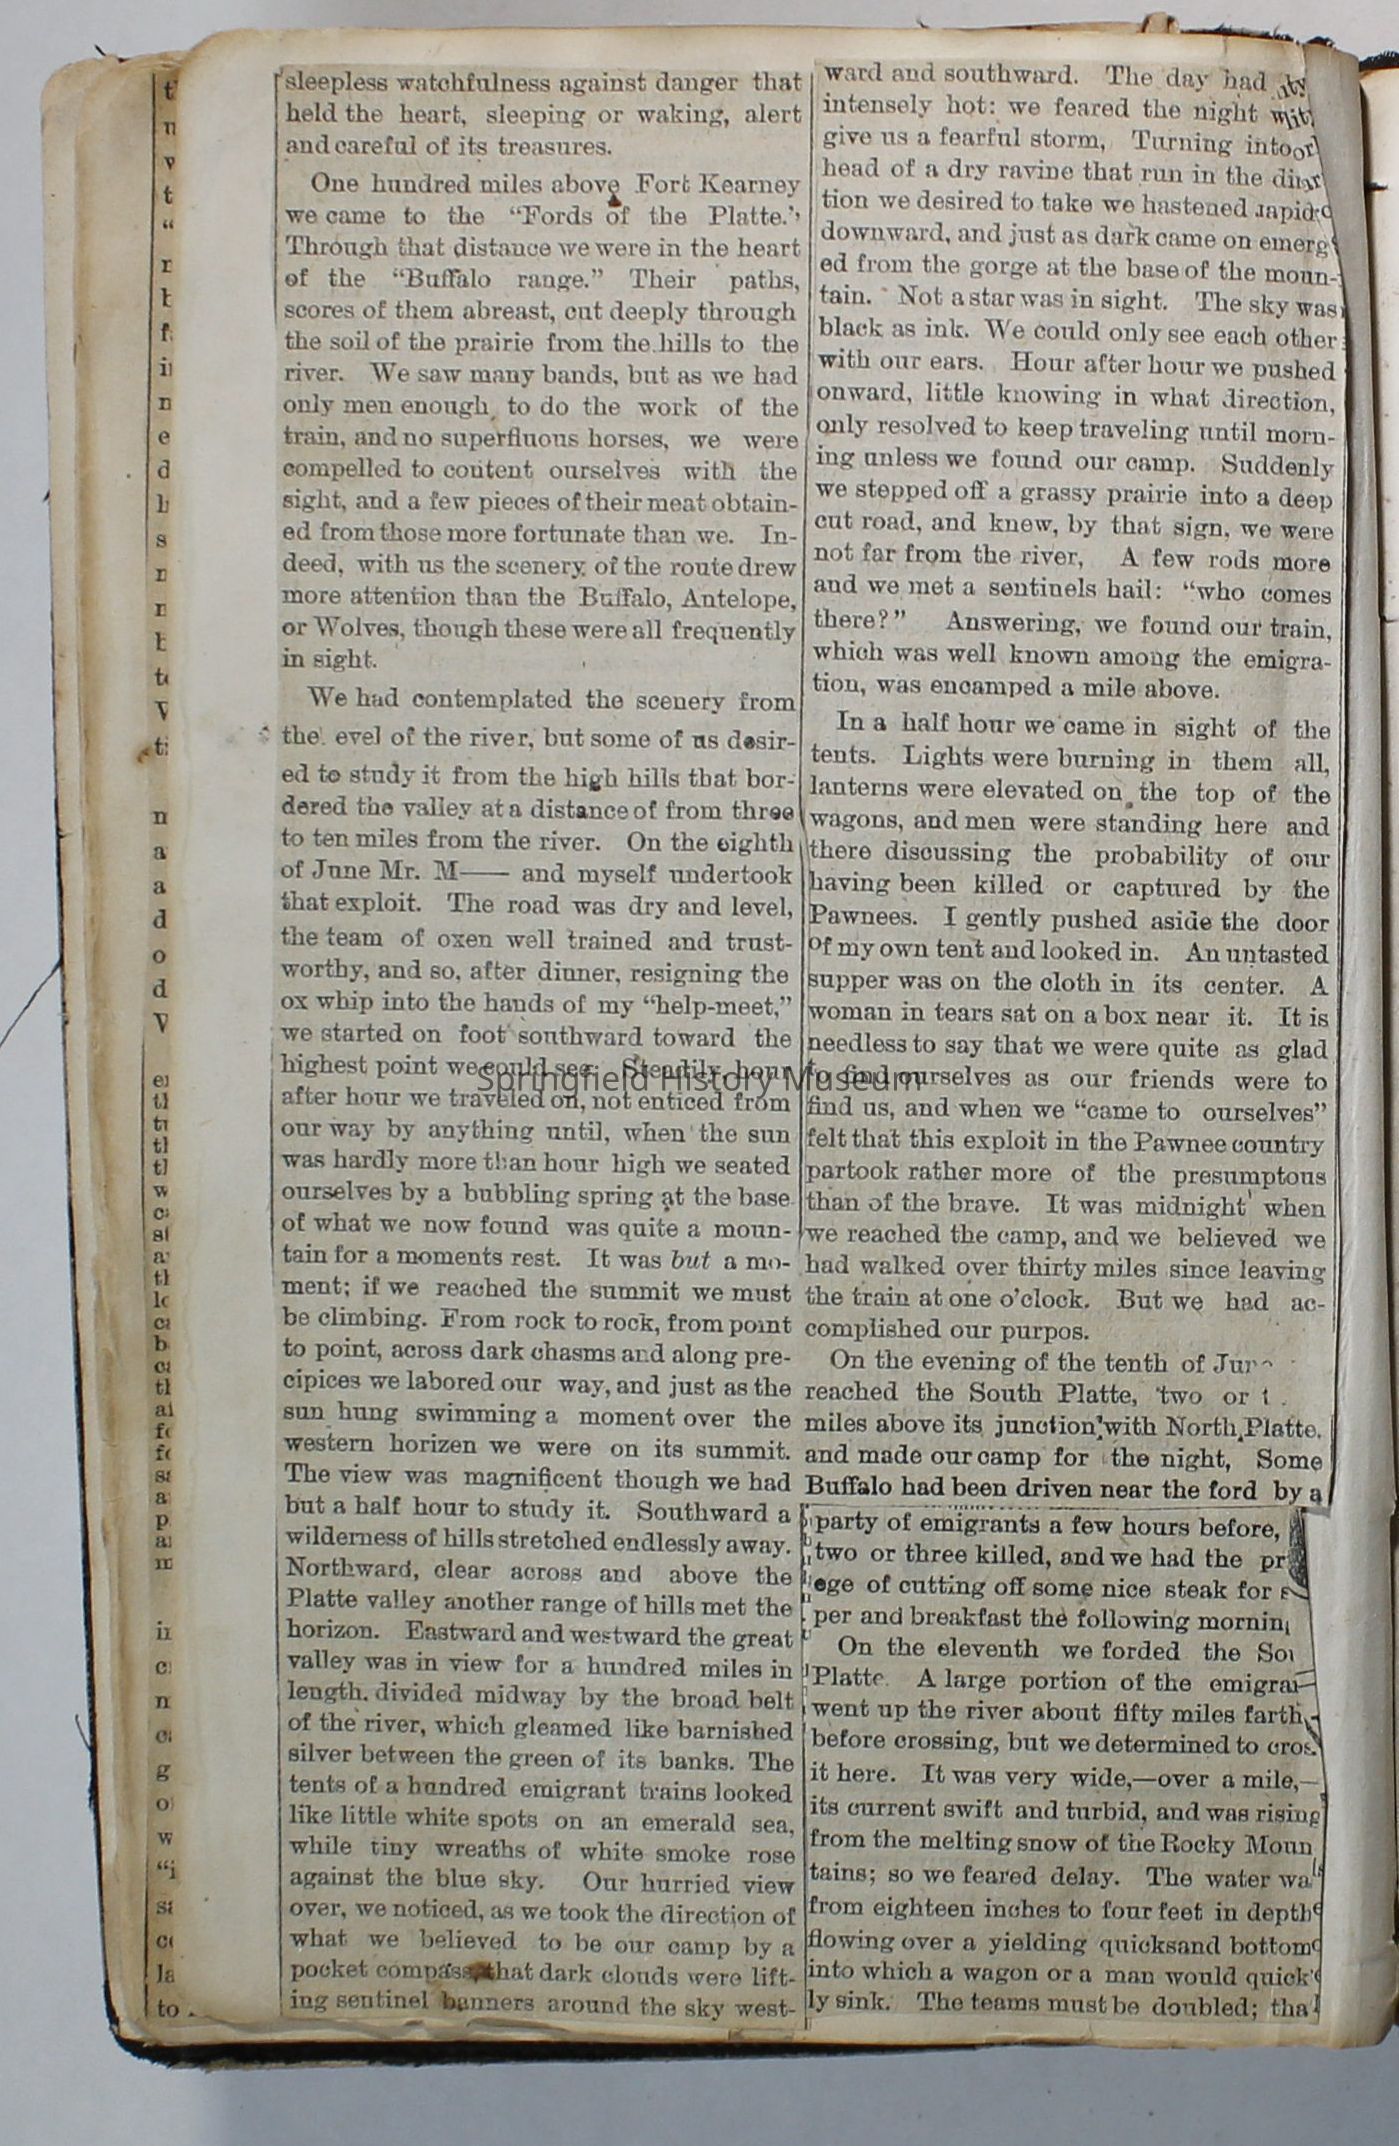 sleepless watchfulness against danger that
held the heart, sleeping or waking, alert
and careful of its treasures.
One hundred miles above Fort Kearney
we came to the "Fords of the Platte.'’
Through that distance we were in the heart
of the "Buffalo range." Their paths,
scores of them abreast, cut deeply through
the soil of the prairie from the hills to the
river. We saw many bands, but as we had
only men enough to do the work of the
train, and no superfluous horses, we were
compelled to content ourselves with the
sight, and a few pieces of their meat obtain-
ed from those more fortunate than we. In-
deed, with us the scenery of the route drew
more attention than the Buffalo, Antelope,
or Wolves, though these were all frequently
in sight.
We had contemplated the scenery from
the evel of the river, but some of us desir-
ed to study it from the high hills that bor-
dered the valley at a distance of from three
to ten miles from the river. On the eighth
of June Mr. M—— and myself undertook
that exploit. The road was dry and level,
the team of oxen well trained and trust-
worthy, and so, after dinner, resigning the
ox whip into the hands of my "help-meet,"
we started on foot southward toward the
highest point we could see. Steadily, hour
after hour we traveled on, not enticed from
our way by anything until, when the sun
was hardly more than hour high we seated
ourselves by a bubbling spring at the base
of what we now found was quite a moun-
tain for a moments rest. It was but a mo-
ment; if we reached the summit we must
be climbing. From rock to rock, from point
to point, across dark chasms and along pre-
cipices we labored our way, and just as the
sun hung swimming a moment over the
western horizen we were on its summit.
The view was magnificent though we had
but a half hour to study it. Southward a
wilderness of hills stretched endlessly away.
Northward, clear across and above the
Platte valley another range of hills met the
horizon. Eastward and westward the great
valley was in view for a hundred miles in
length, divided midway by the broad belt
of the river, which gleamed like barnished
silver between the green of its banks. The
tents of a hundred emigrant trains looked
like little white spots on an emerald sea,
while tiny wreaths of white smoke rose
against the blue sky. Our hurried view
over, we noticed, as we took the direction of
what we believed to be our camp by a
pocket compass that dark clouds were lift-
ing sentinel banners around the sky west-
ward and southward. The day had
intensely hot: we feared the night
give us a fearful storm, Turning into
head of a dry ravine that run in the
tion we desired to take we hastened
downward, and just as dark came on emerg
ed from the gorge at the base of the moun-
tain. Not a star was in sight. The sky was
black as ink. We could only see each other
with our ears. Hour after hour we pushed
onward, little knowing in what direction,
only resolved to keep traveling until morn-
ing unless we found our camp. Suddenly
we stepped off a grassy prairie into a deep
cut road, and knew, by that sign, we were
not far from the river, A few rods more
and we met a sentinels hail: "who comes
there?" Answering, we found our train,
which was well known among the emigra-
tion, was encamped a mile above.
In a half hour we came in sight of the
tents. Lights were burning in them all,
lanterns were elevated on the top of the
wagons, and men were standing here and
there discussing the probability of our
having been killed or captured by the
Pawnees. I gently pushed aside the door
of my own tent and looked in. An untasted
supper was on the cloth in its center. A
woman in tears sat on a box near it. It is
needless to say that we were quite as glad
to find ourselves as our friends were to
find us, and when we "came to ourselves"
felt that this exploit in the Pawnee country
partook rather more of the presumptous
than of the brave. It was midnight when
we reached the camp, and we believed we
had walked over thirty miles since leaving
the train at one o'clock. But we had ac-
complished our purpos.
On the evening of the tenth of
reached the South Platte, two or
miles above its junction with North Platte.
and made our camp for the night, Some
Buffalo had been driven near the ford by a
party of emigrants a few hours before,
two or three killed, and we had the
ege of cutting off some nice steak for
per and breakfast the following
On the eleventh we forded the
Platte. A large portion of the
went up the river about fifty miles
before crossing, but we determined to
it here. It was very wide,—over a mile,—
its current swift and turbid, and was rising
from the melting snow of the Rocky Moun
tains; so we feared delay. The water
from eighteen inches to four feet in depth
flowing over a yielding quicksand bottom
into which a wagon or a man would quick
ly sink. The teams must be doubled;
Springfield History Museum